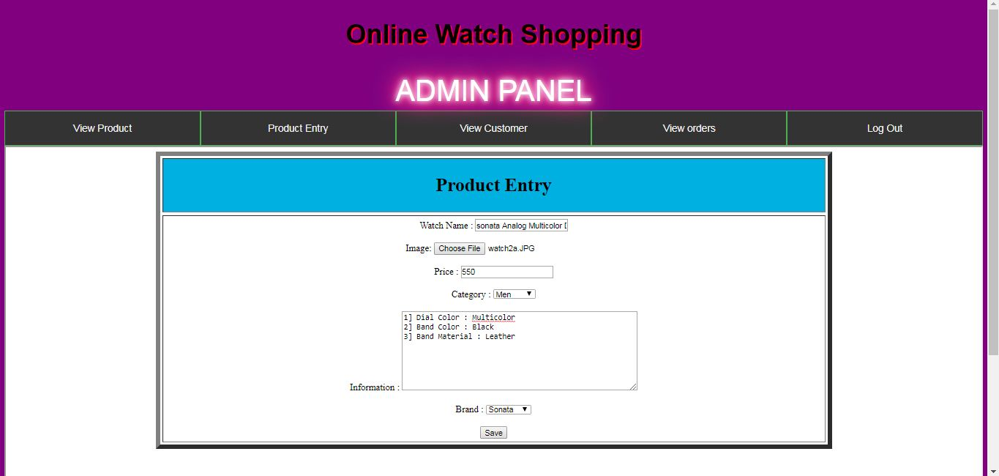 Online Watch Shopping
ADMIN PANEL
View Product Product Entry View Customer View orders Log Out
Product Entry
Watch Name : sonata Analog Multicolor
Image: Choose File watch2a.JPG
Price : 550
Category : Men
1] Dial Color : Multicolor
2] Band Color : Black
3] Band Material : Leather
Information :
Brand : Sonata
Save